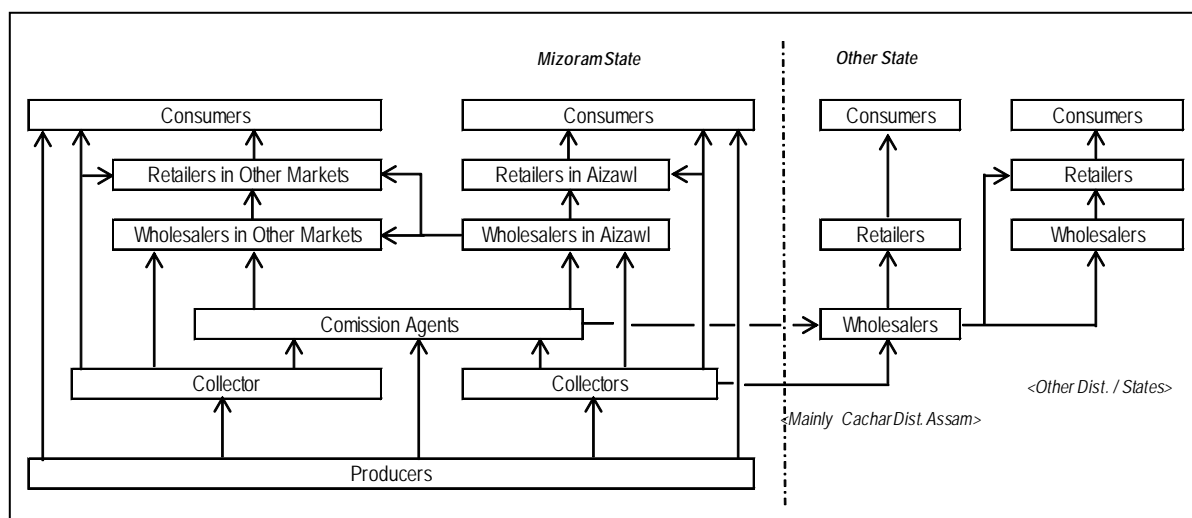 Mizoram State
Other State
Consumers
Consumers
Consumers
Consumers
Retailers in Other Markets
Retailers in Aizawl
Retailers
Wholesalers in Other Markets
Wholesalers in Aizawl
Retailers
Wholesalers
Comission Agents
Wholesalers
Collector
Collectors
<Other Dist. / States>
<Mainly Cachar Dist. Assam>
Producers